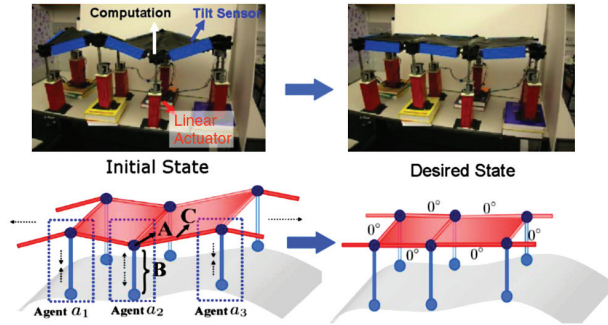 Computation
Tilt Sensor
Linear
Actuator
Initial State
Desired State
A
C
B
0°
0°
0°
0°
0°
0°
Agent a1
Agent a2
Agent a3